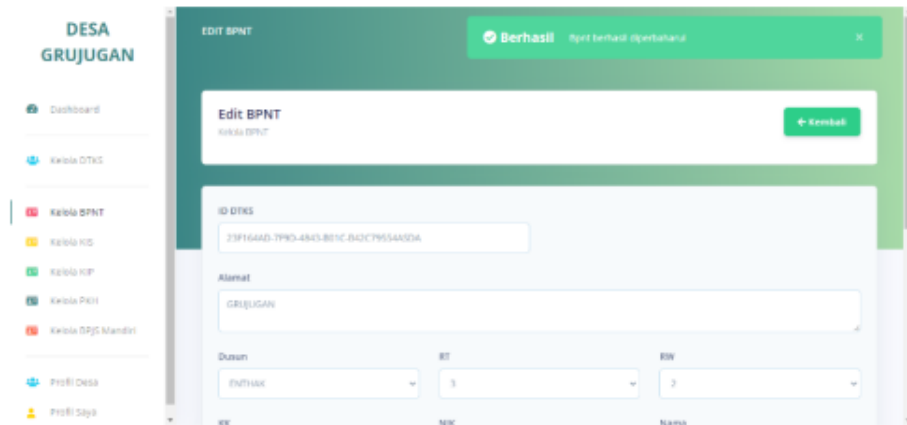 DESA
GRUJUGAN
Dashboard
Kelola DTKS
Kelola BPNT
Kelola KIS
Kelola KIP
Kelola PKH
Kelola BPJS Mandiri
Profil Desa
Profil Saya
EDIT BPNT
Berhasil Bpnt berhasil diperbaharui ×
Edit BPNT
Kelola BPNT
← Kembali
ID DTKS
Alamat
GRUJUGAN
Dusun RT RW
ENTHAK 3 2
KK NIK Nama